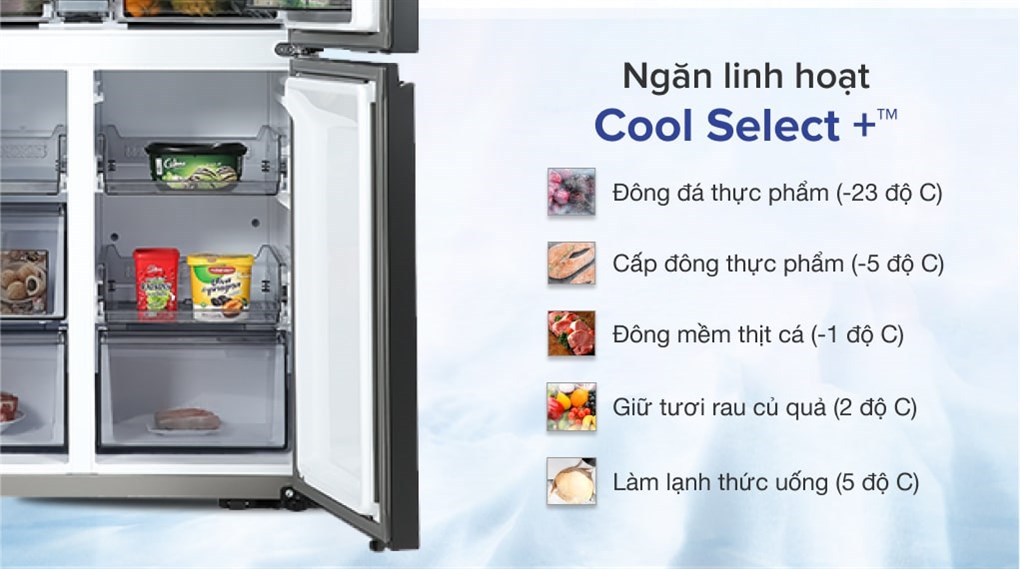 Ngăn linh hoạt
Cool Select +™
Đông đá thực phẩm (-23 độ C)
Cấp đông thực phẩm (-5 độ C)
Đông mềm thịt cá (-1 độ C)
Giữ tươi rau củ quả (2 độ C)
Làm lạnh thức uống (5 độ C)